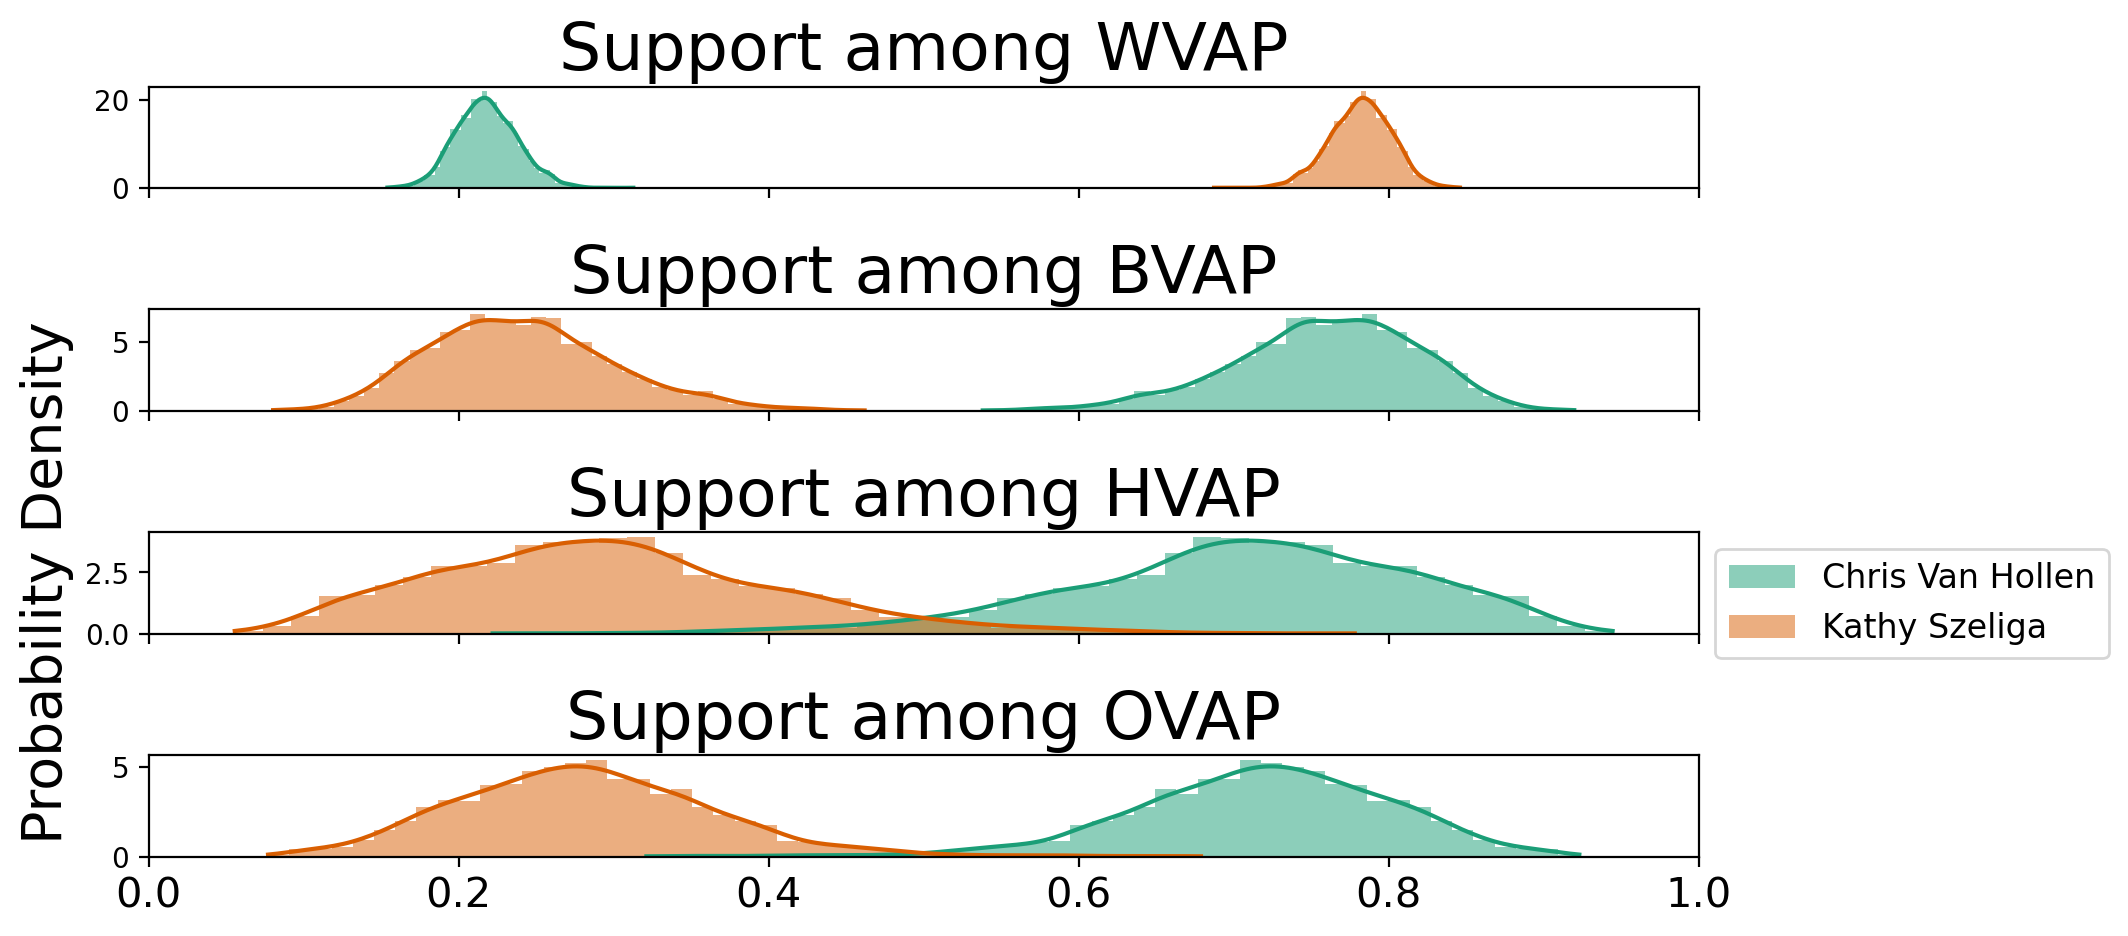 Support among WVAP
20
0
Support among BVAP
5
0
Support among HVAP
2.5
0.0
Support among OVAP
5
0
0.0 0.2 0.4 0.6 0.8 1.0
Probability Density
Chris Van Hollen
Kathy Szeliga